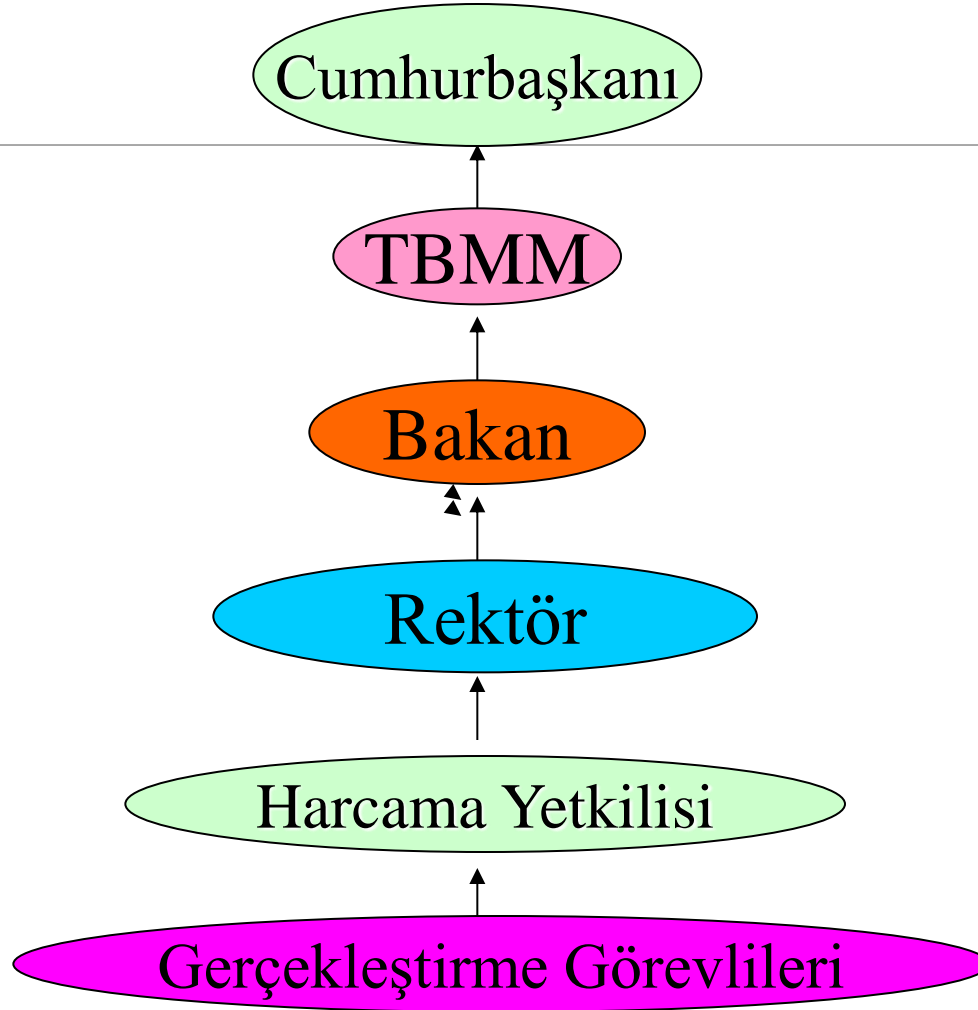 Cumhurbaşkanı
TBMM
Bakan
Rektör
Harcama Yetkilisi
Gerçekleştirme Görevlileri